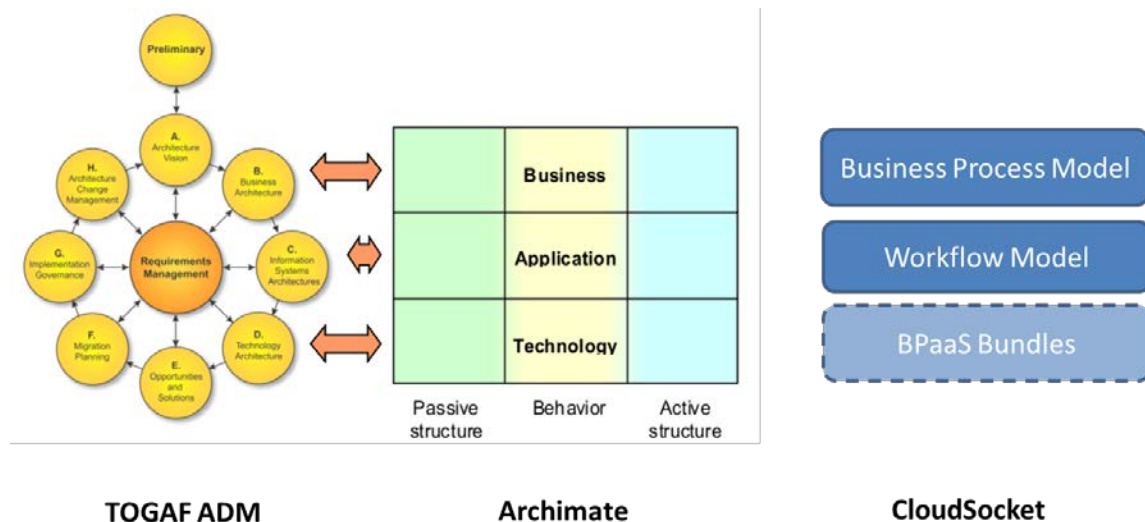 Preliminary
A.
Architecture
Vision
H.
Architecture
Change
Management
B.
Business
Architecture
G.
Implementation
Governance
Requirements
Management
C.
Information
Systems
Architectures
F.
Migration
Planning
D.
Technology
Architecture
E.
Opportunities
and
Solutions
Business
Application
Technology
Passive
structure
Behavior
Active
structure
Business Process Model
Workflow Model
BPaaS Bundles
TOGAF ADM
Archimate
CloudSocket